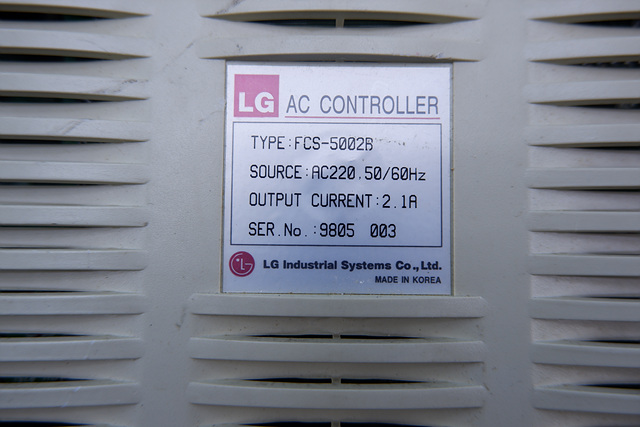 LG AC CONTROLLER
TYPE:FCS-5002B
SOURCE:AC220.50/60Hz
OUTPUT CURRENT:2.1A
SER.No.:9805 003
LG LG Industrial Systems Co.,Ltd.
MADE IN KOREA